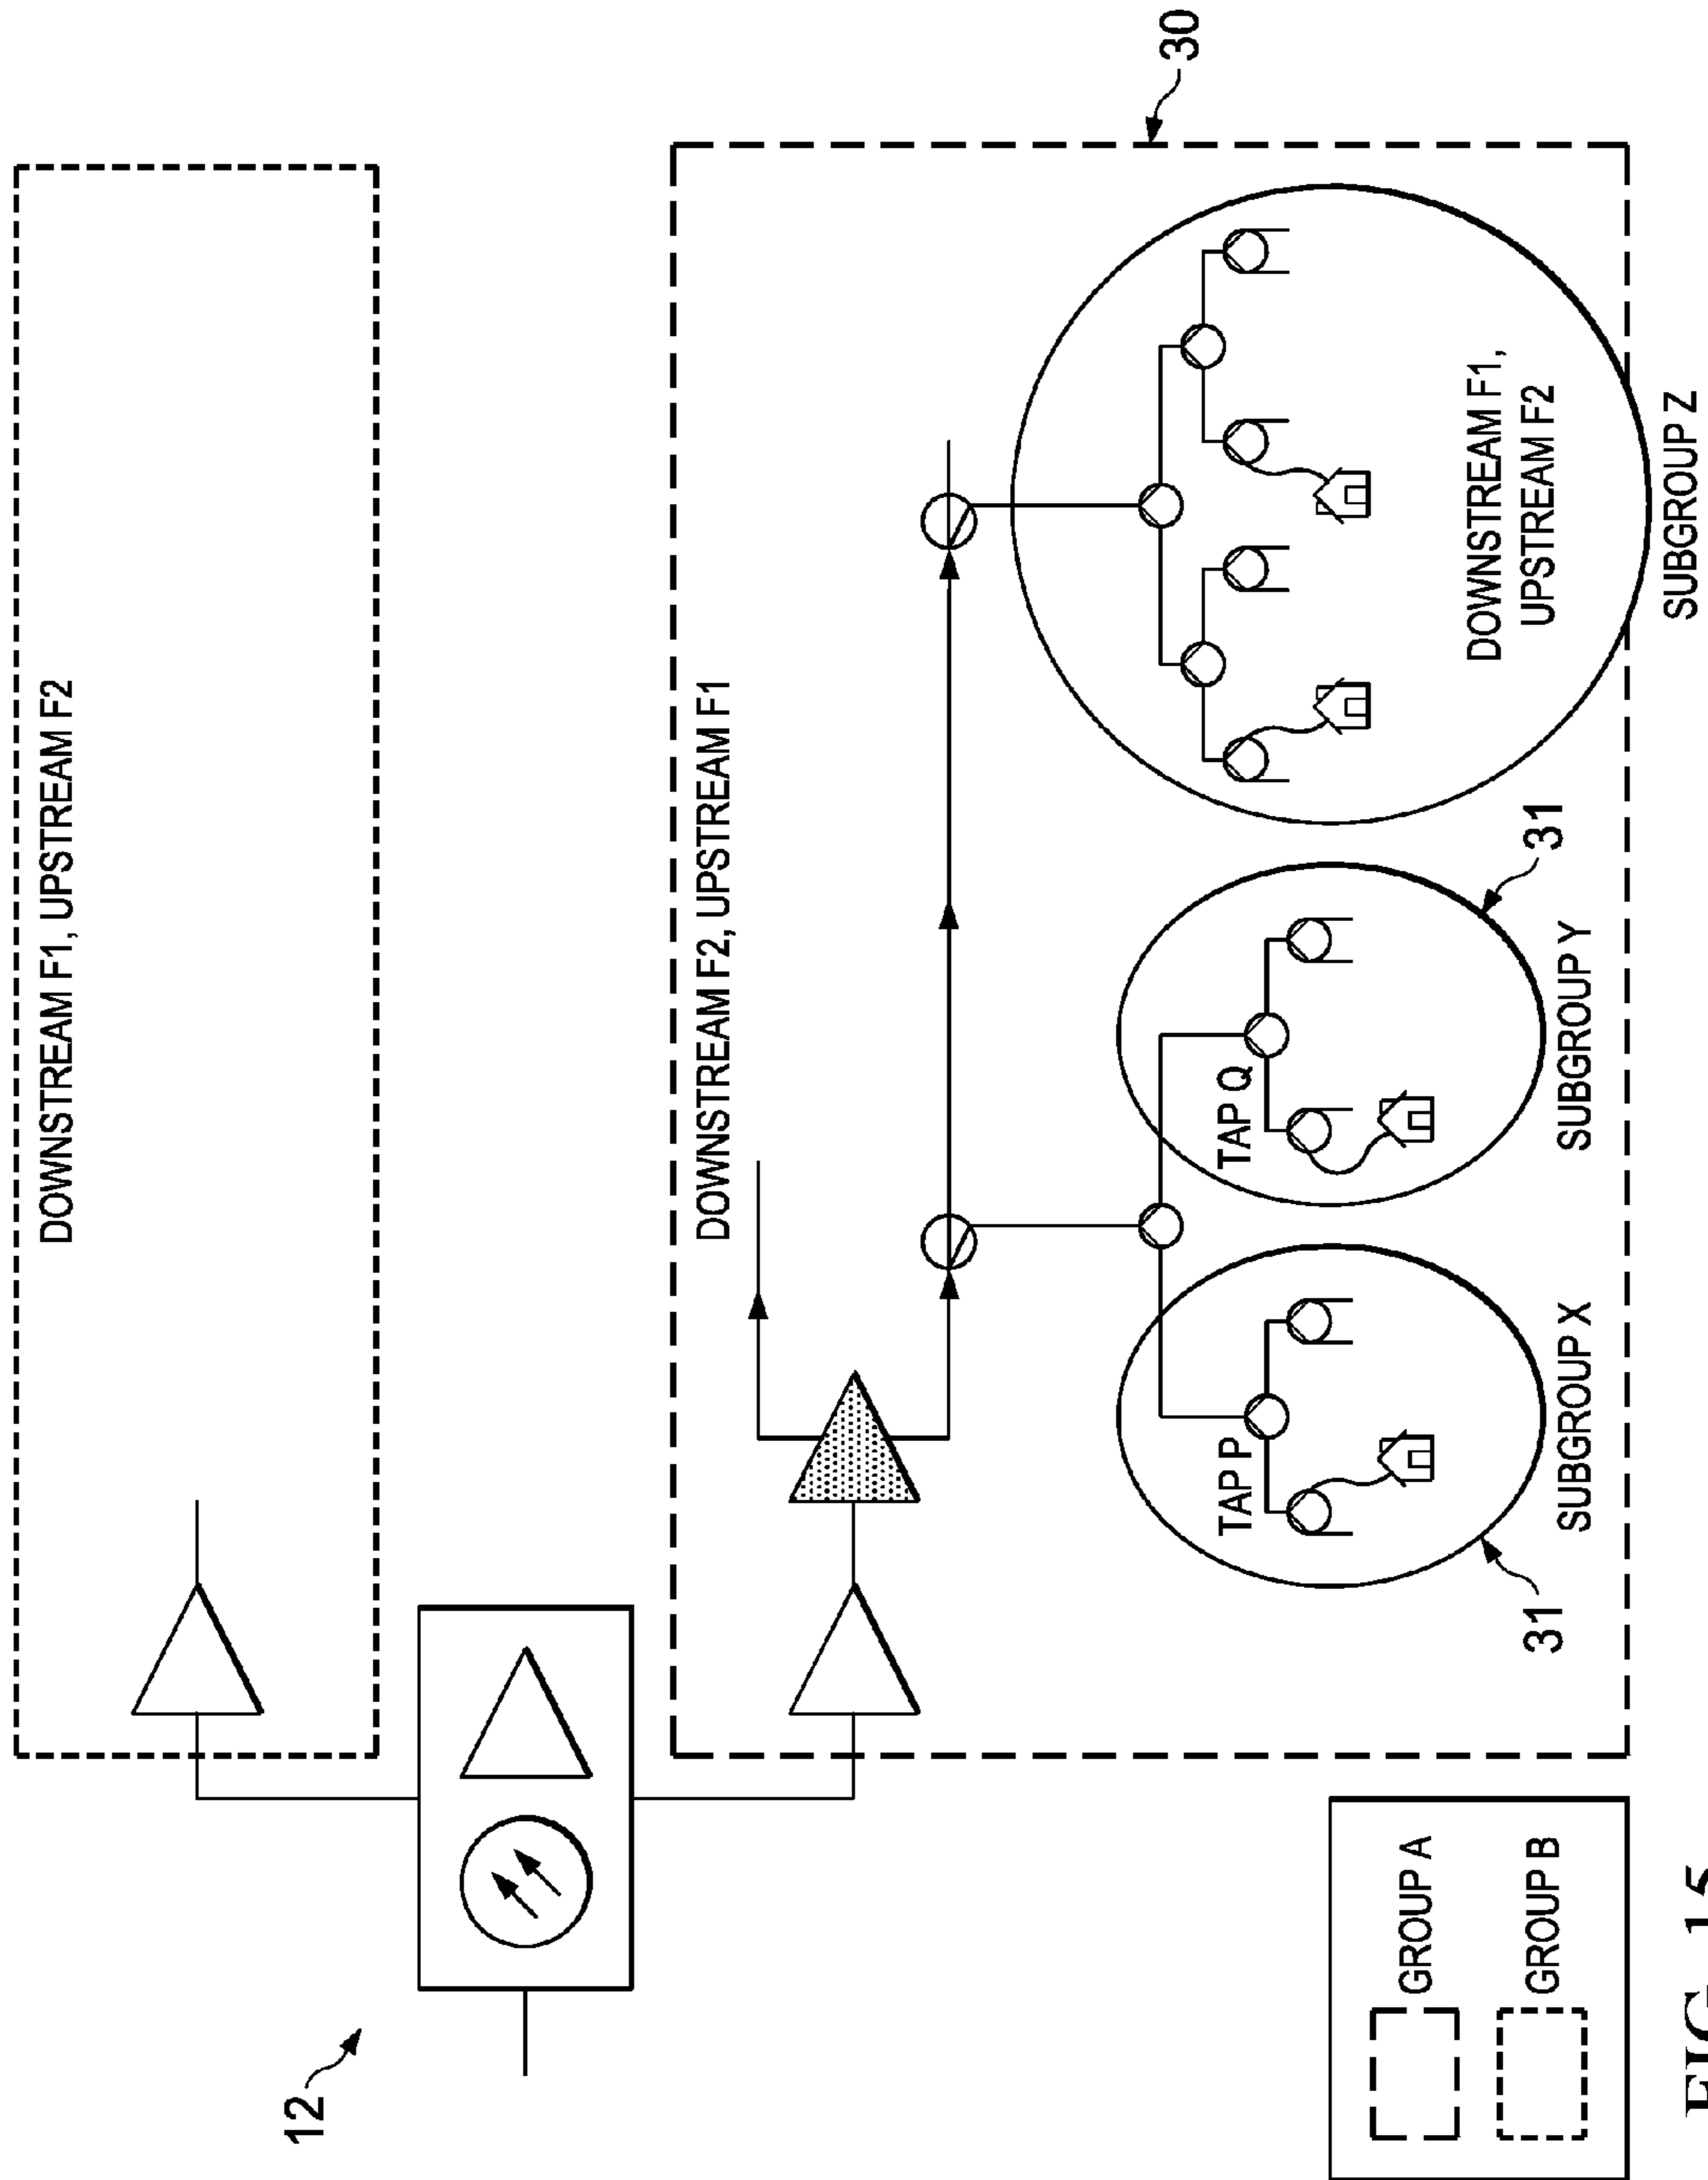 12
DOWNSTREAM F1, UPSTREAM F2
DOWNSTREAM F2, UPSTREAM F1
30
TAP P
TAP Q
DOWNSTREAM F1,
UPSTREAM F2
31
SUBGROUP X
SUBGROUP Y
31
SUBGROUP Z
GROUP A
GROUP B
FIG. 15